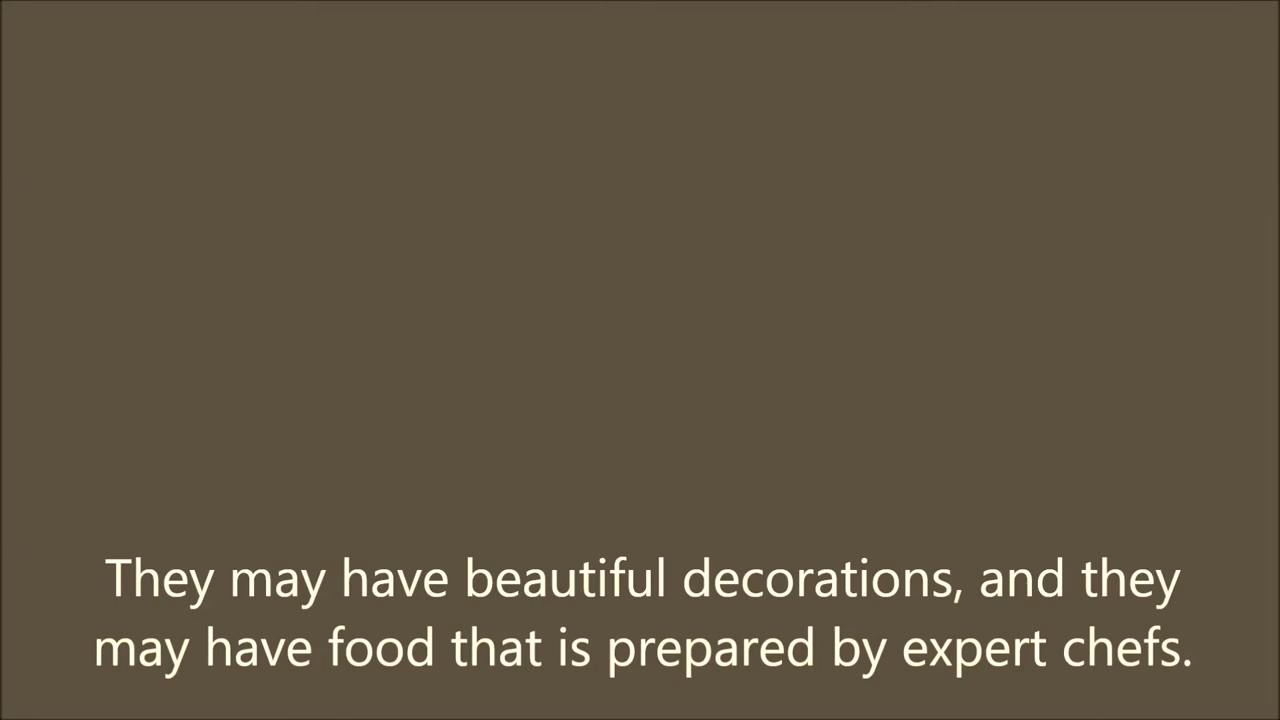 They may have beautiful decorations, and they
may have food that is prepared by expert chefs.